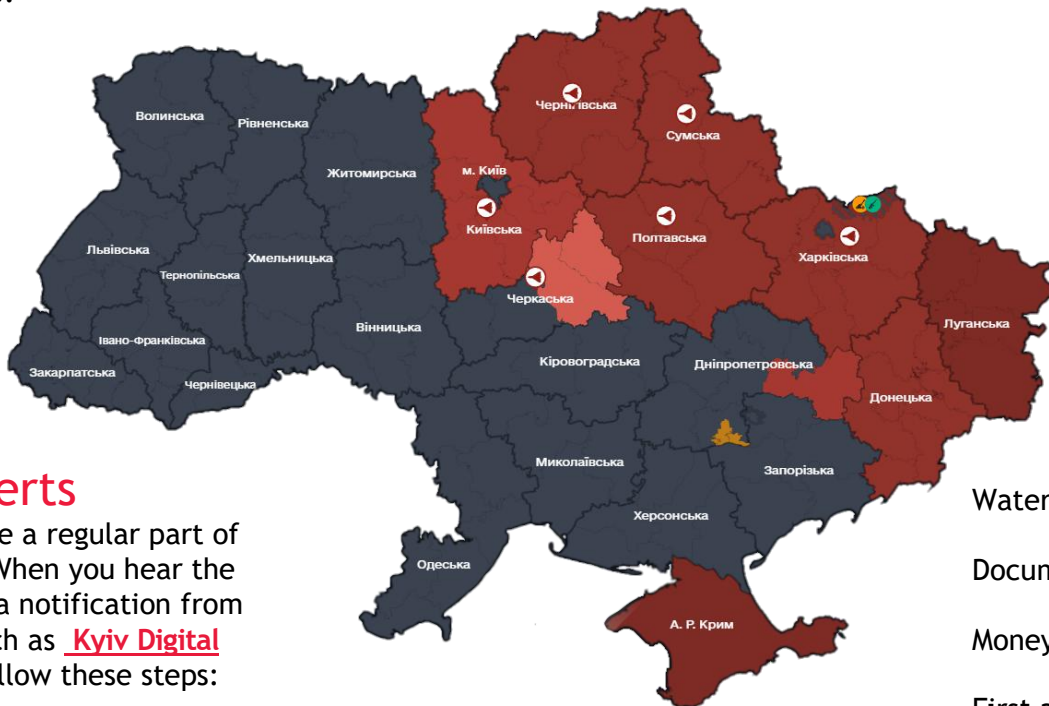 Волинська
Рівненська
Житомирська
м. Київ
Київська
Чернігівська
Сумська
Львівська
Тернопільська
Хмельницька
Полтавська
Харківська
Луганська
Івано-Франківська
Закарпатська
Чернівецька
Вінницька
Черкаська
Кіровоградська
Дніпропетровська
Донецька
Миколаївська
Запорізька
Херсонська
Одеська
А. Р. Крим
erts
e a regular part of
When you hear the
a notification from
ch as Kyiv Digital
llow these steps:
Water
Docum
Money
First